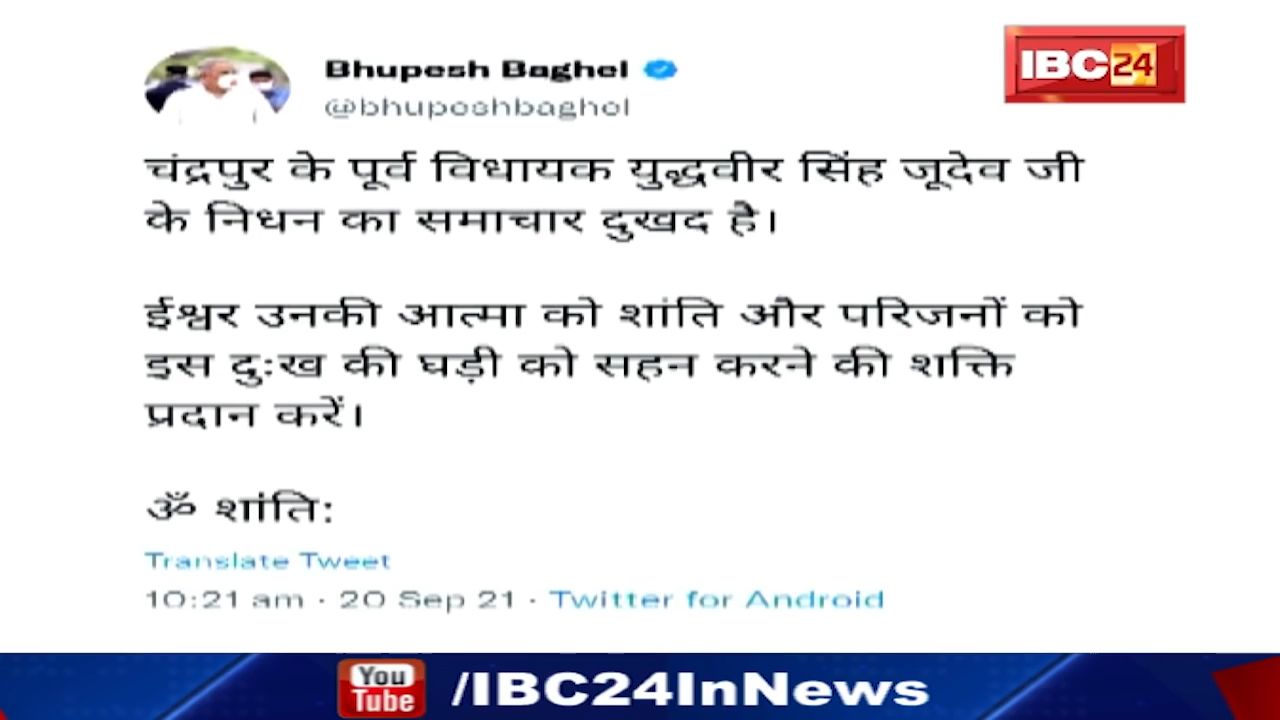 Bhupesh Baghel
@bhupeshbaghel
IBC24
चंद्रपुर के पूर्व विधायक युद्धवीर सिंह जूदेव जी
के निधन का समाचार दुखद है।
ईश्वर उनकी आत्मा को शांति और परिजनों को
इस दुःख की घड़ी को सहन करने की शक्ति
प्रदान करें।
ॐ शांति:
Translate Tweet
10:21 am · 20 Sep 21 · Twitter for Android
You
Tube
/IBC24InNews